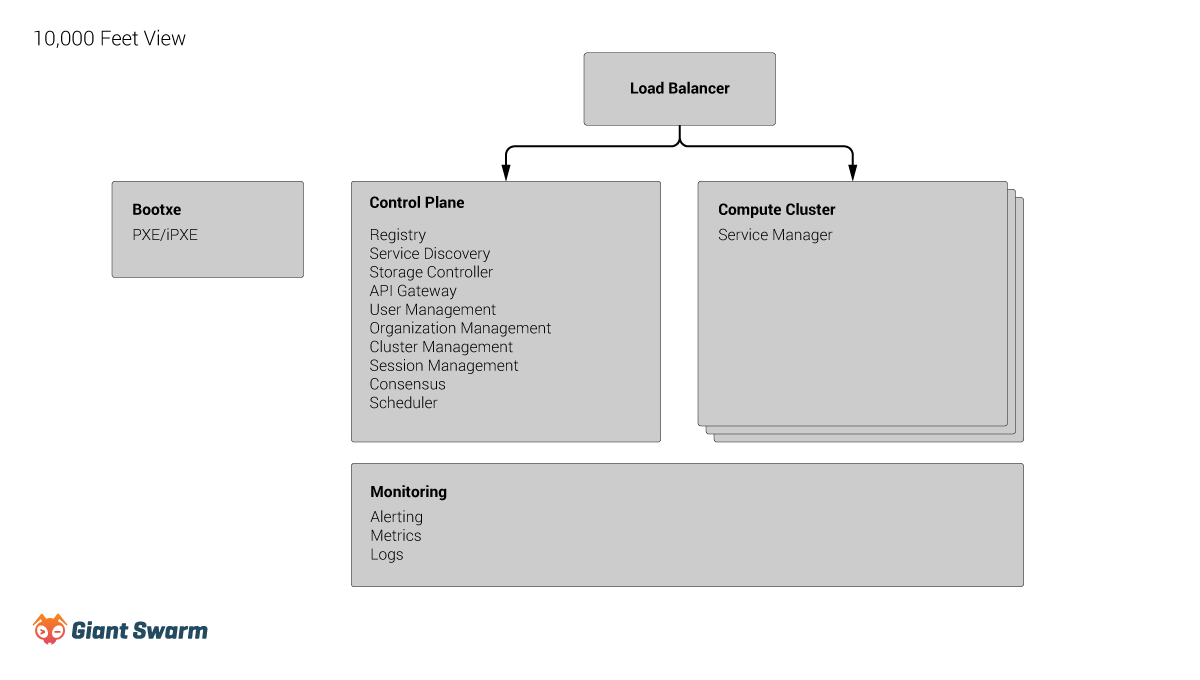 10,000 Feet View
Load Balancer
Bootxe
PXE/iPXE
Control Plane
Registry
Service Discovery
Storage Controller
API Gateway
User Management
Organization Management
Cluster Management
Session Management
Consensus
Scheduler
Compute Cluster
Service Manager
Monitoring
Alerting
Metrics
Logs
Giant Swarm